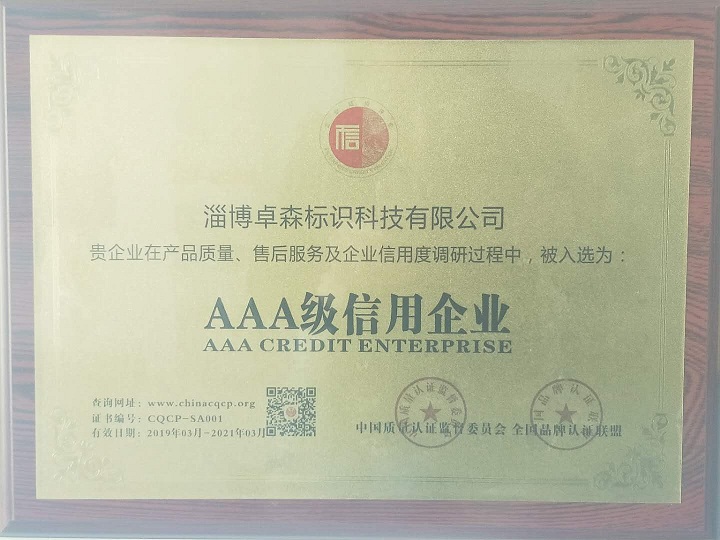 信
淄博卓森标识科技有限公司
贵企业在产品质量、售后服务及企业信用度调研过程中，被入选为：
AAA级信用企业
AAA CREDIT ENTERPRISE
查询网址：www.chinacqcp.org
证书编号：CQCP-SA001
有效日期：2019年03月-2021年03月
中国质量认证监督委员会 全国品牌认证联盟